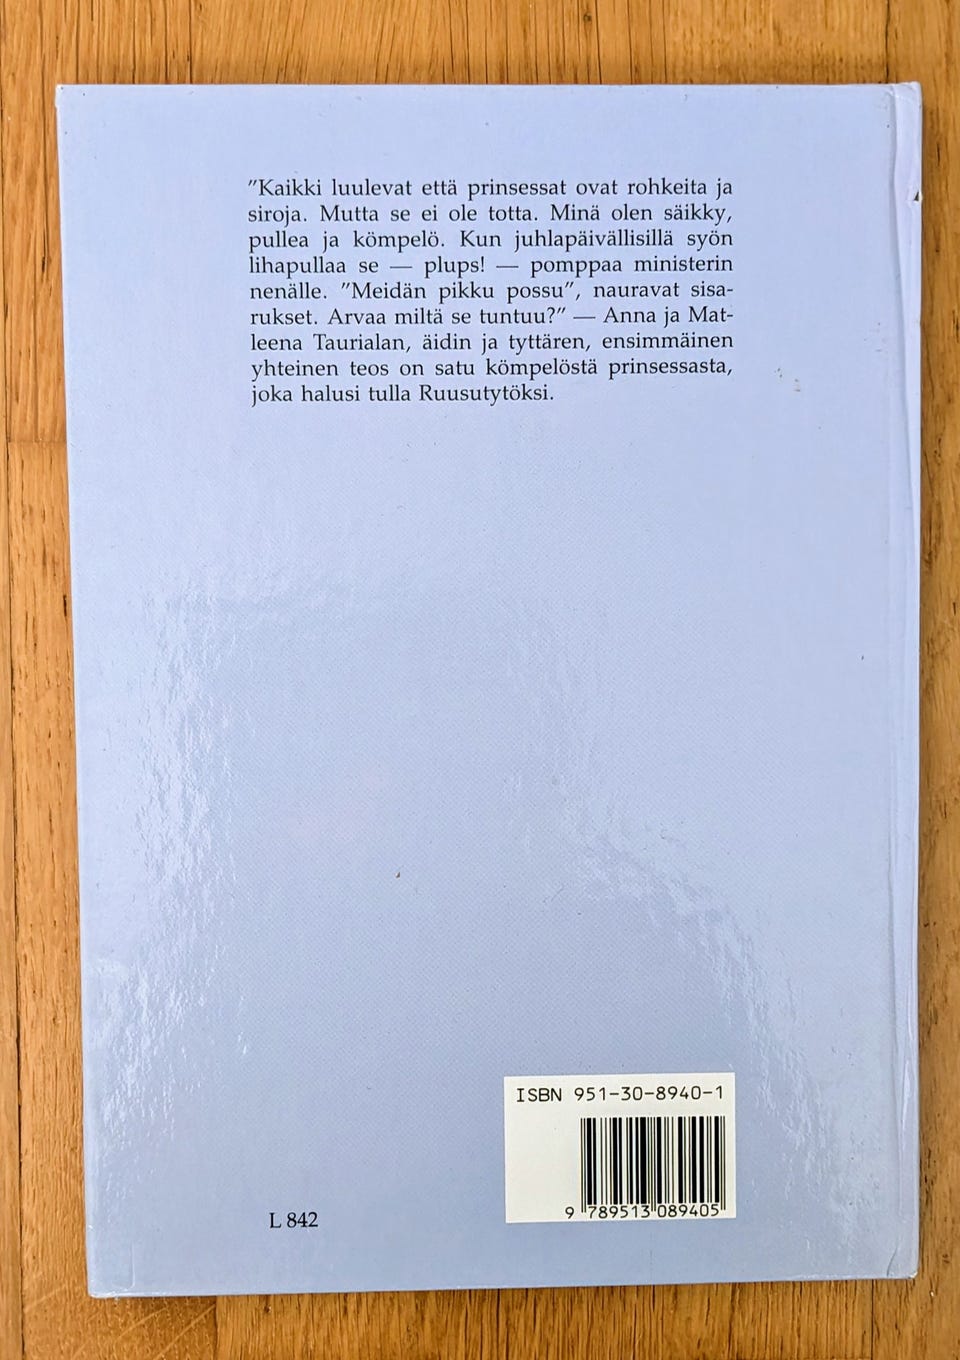 "Kaikki luulevat että prinsessat ovat rohkeita ja
siroja. Mutta se ei ole totta. Minä olen säikky,
pullea ja kömpelö. Kun juhlapäivällisillä syön
lihapullaa se — plups! — pomppaa ministerin
nenälle. "Meidän pikku possu", nauravat sisa-
rukset. Arvaa miltä se tuntuu?" — Anna ja Mat-
leena Taurialan, äidin ja tyttären, ensimmäinen
yhteinen teos on satu kömpelöstä prinsessasta,
joka halusi tulla Ruusutytöksi.
ISBN 951-30-8940-1
9 789513 089405
L 842